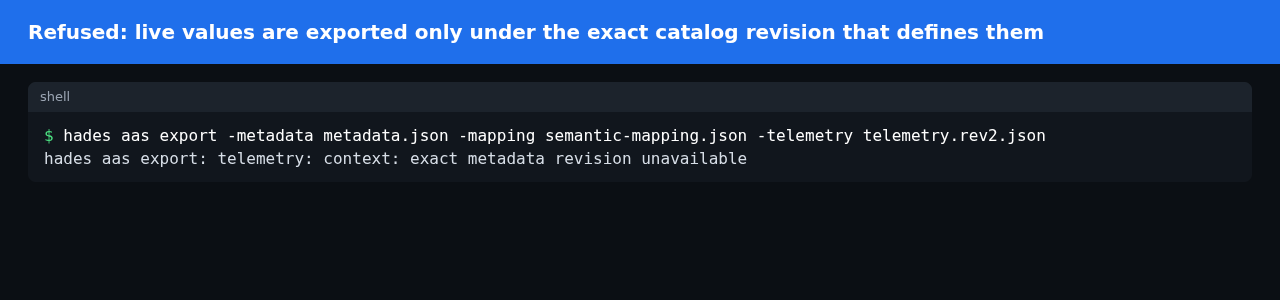 Refused: live values are exported only under the exact catalog revision that defines them
shell
$ hades aas export -metadata metadata.json -mapping semantic-mapping.json -telemetry telemetry.rev2.json
hades aas export: telemetry: context: exact metadata revision unavailable